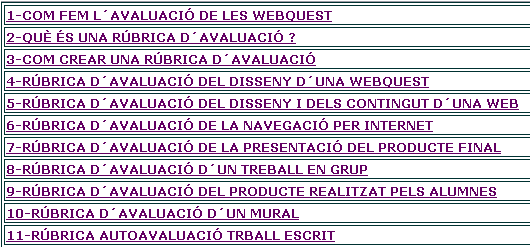 1-COM FEM L´AVALUACIÓ DE LES WEBQUEST
2-QUÈ ÉS UNA RÚBRICA D´AVALUACIÓ ?
3-COM CREAR UNA RÚBRICA D´AVALUACIÓ
4-RÚBRICA D´AVALUACIÓ DEL DISSENY D´UNA WEBQUEST
5-RÚBRICA D´AVALUACIÓ DEL DISSENY I DELS CONTINGUT D´UNA WEB
6-RÚBRICA D´AVALUACIÓ DE LA NAVEGACIÓ PER INTERNET
7-RÚBRICA D´AVALUACIÓ DE LA PRESENTACIÓ DEL PRODUCTE FINAL
8-RÚBRICA D´AVALUACIÓ D´UN TREBALL EN GRUP
9-RÚBRICA D´AVALUACIÓ DEL PRODUCTE REALITZAT PELS ALUMNES
10-RÚBRICA D´AVALUACIÓ D´UN MURAL
11-RÚBRICA AUTOAVALUACIÓ TRBALL ESCRIT